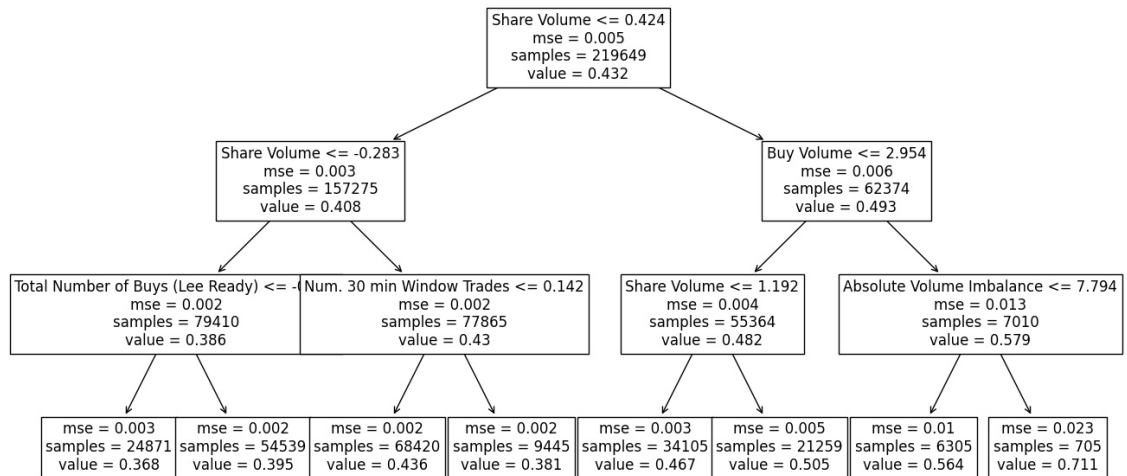 Share Volume <= 0.424
mse = 0.005
samples = 219649
value = 0.432
Share Volume <= -0.283
mse = 0.003
samples = 157275
value = 0.408
Buy Volume <= 2.954
mse = 0.006
samples = 62374
value = 0.493
Total Number of Buys (Lee Ready) <=
mse = 0.002
samples = 79410
value = 0.386
Num. 30 min Window Trades <= 0.142
mse = 0.002
samples = 77865
value = 0.43
Share Volume <= 1.192
mse = 0.004
samples = 55364
value = 0.482
Absolute Volume Imbalance <= 7.794
mse = 0.013
samples = 7010
value = 0.579
mse = 0.003
samples = 24871
value = 0.368
mse = 0.002
samples = 54539
value = 0.395
mse = 0.002
samples = 68420
value = 0.436
mse = 0.002
samples = 9445
value = 0.381
mse = 0.003
samples = 34105
value = 0.467
mse = 0.005
samples = 21259
value = 0.505
mse = 0.01
samples = 6305
value = 0.564
mse = 0.023
samples = 705
value = 0.711